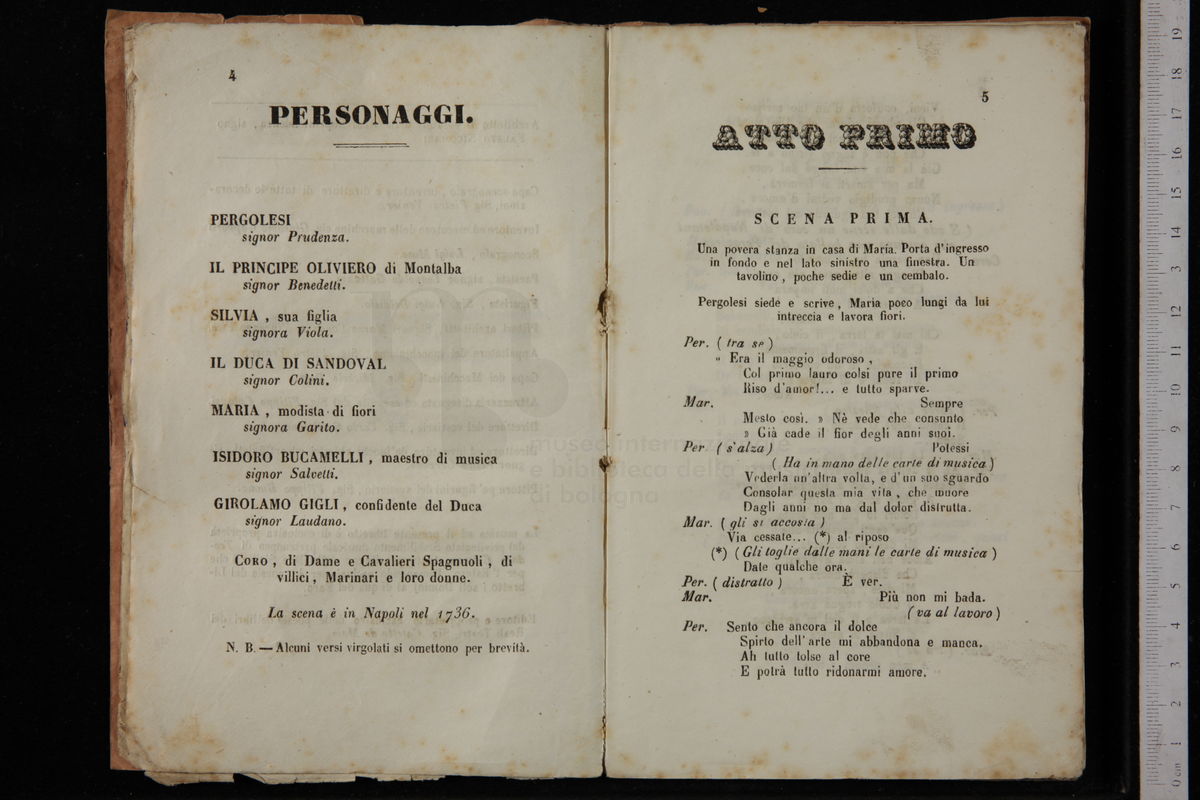 4
PERSONAGGI.
PERGOLESI
signor Prudenza.
IL PRINCIPE OLIVIERO di Montalba
signor Benedetti.
SILVIA , sua figlia
signora Viola.
IL DUCA DI SANDOVAL
signor Colini.
MARIA , modista di fiori
signora Garito.
ISIDORO BUCAMELLI , maestro di musica
signor Salvetti.
GIROLAMO GIGLI , confidente del Duca
signor Laudano.
CORO , di Dame e Cavalieri Spagnuoli , di
villici , Marinari e loro donne.
La scena è in Napoli nel 1736.
N. B. — Alcuni versi virgolati si omettono per brevità.
5
ATTO PRIMO
SCENA PRIMA.
Una povera stanza in casa di Maria. Porta d'ingresso
in fondo e nel lato sinistro una finestra. Un
tavolino , poche sedie e un cembalo.
Pergolesi siede e scrive , Maria poco lungi da lui
intreccia e lavora fiori.
Per. ( tra se )
" Era il maggio odoroso ,
Col primo lauro colsi pure il primo
Riso d'amor!... e tutto sparve.
Mar. Sempre
Mesto così. » Nè vede che consunto
» Già cade il fior degli anni suoi.
Per. ( s'alza ) Potessi
( Ha in mano delle carte di musica )
Vederla un'altra volta, e d'un suo sguardo
Consolar questa mia vita , che muore
Dagli anni no ma dal dolor distrutta.
Mar. ( gli si accosta )
Via cessate... (*) al riposo
(*) ( Gli toglie dalle mani le carte di musica )
Date qualche ora.
Per. ( distratto ) È ver.
Mar. Più non mi bada.
( va al lavoro )
Per. Sento che ancora il dolce
Spirto dell'arte mi abbandona e manca.
Ah tutto tolse al core
E potrà tutto ridonarmi amore.
museo internazionale
e biblioteca della musica
di bologna